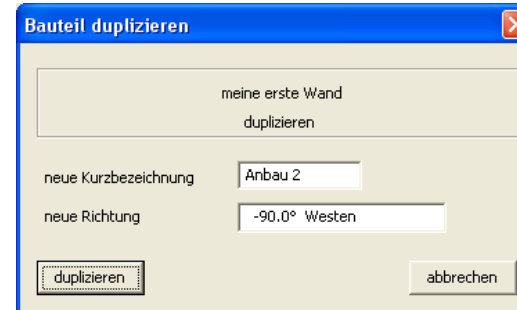 Bauteil duplizieren
meine erste Wand
duplizieren
neue Kurzbezeichnung Anbau 2
neue Richtung -90.0° Westen
duplizieren abbrechen